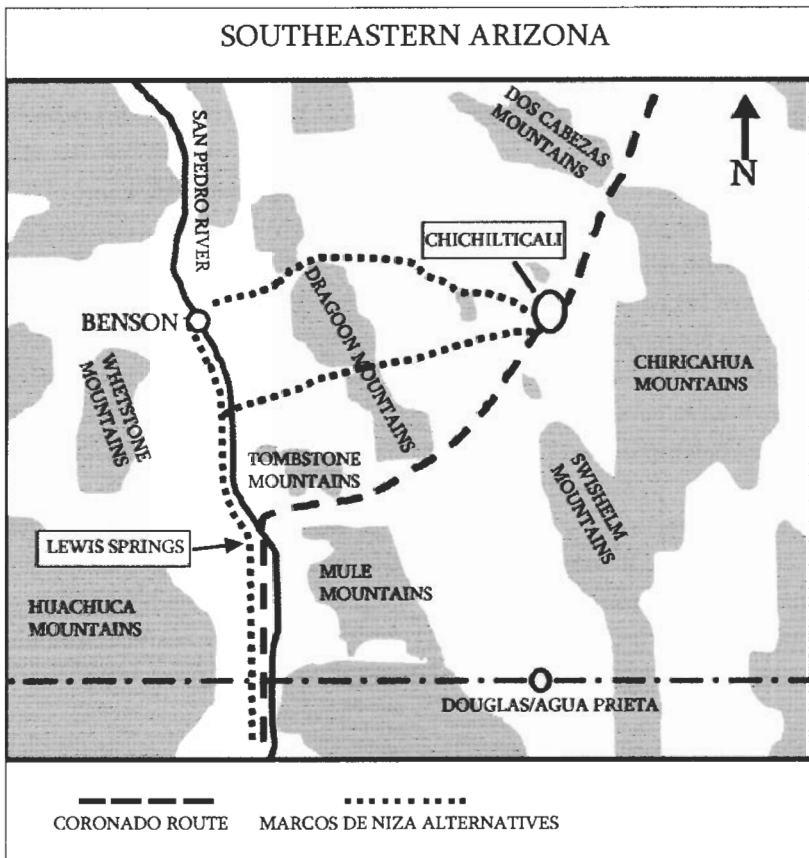 SOUTHEASTERN ARIZONA
SAN PEDRO RIVER
DOS CABEZAS
MOUNTAINS
N
CHICHILTICALI
BENSON
DRAGOON MOUNTAINS
WHETSTONE
MOUNTAINS
CHIRICAHUA
MOUNTAINS
TOMBSTONE
MOUNTAINS
SWISHELM
MOUNTAINS
LEWIS SPRINGS
MULE
MOUNTAINS
HUACHUCA
MOUNTAINS
DOUGLAS/AGUA PRIETA
CORONADO ROUTE
MARCOS DE NIZA ALTERNATIVES